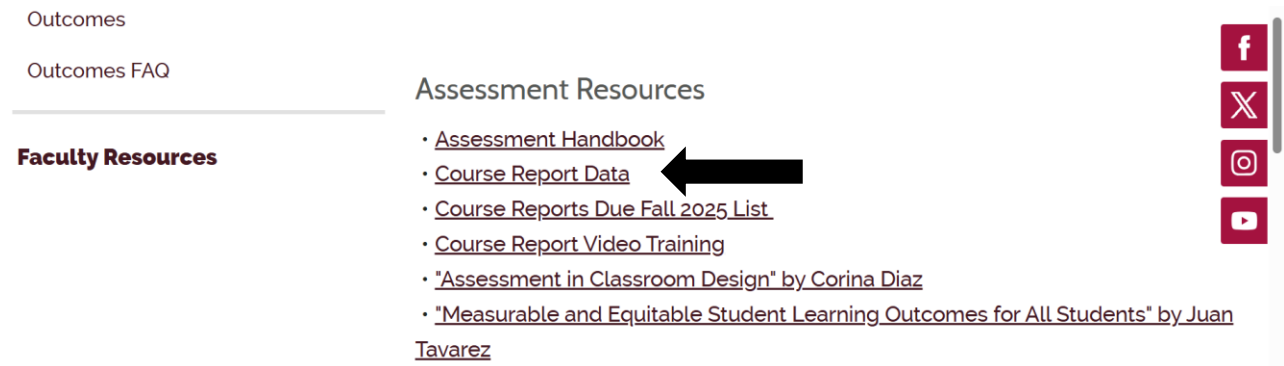 Outcomes
Outcomes FAQ
Faculty Resources
Assessment Resources
• Assessment Handbook
• Course Report Data
• Course Reports Due Fall 2025 List
• Course Report Video Training
• "Assessment in Classroom Design" by Corina Diaz
• "Measurable and Equitable Student Learning Outcomes for All Students" by Juan
Tavarez